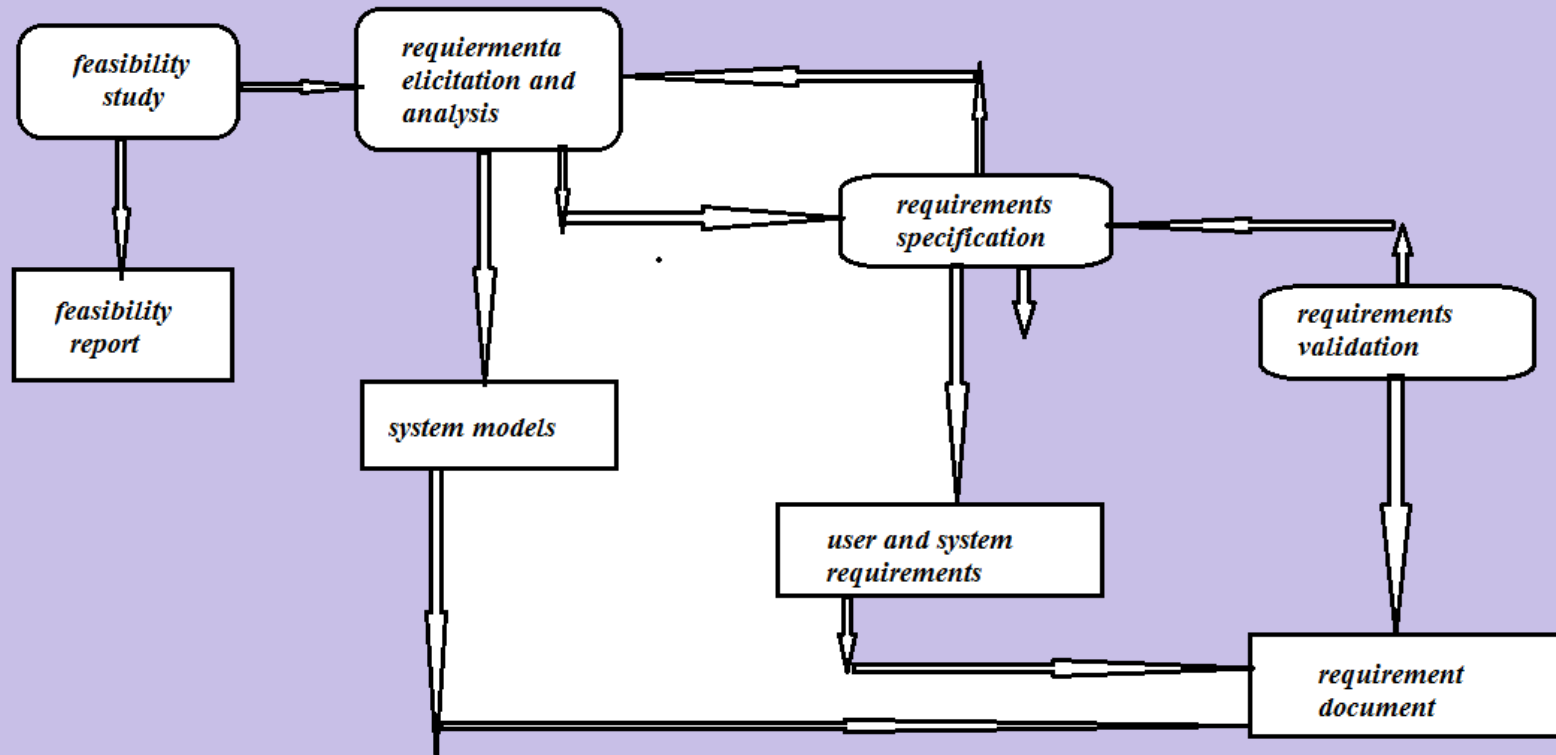 feasibility
study
requiermenta
elicitation and
analysis
requirements
specification
feasibility
report
requirements
validation
system models
user and system
requirements
requirement
document